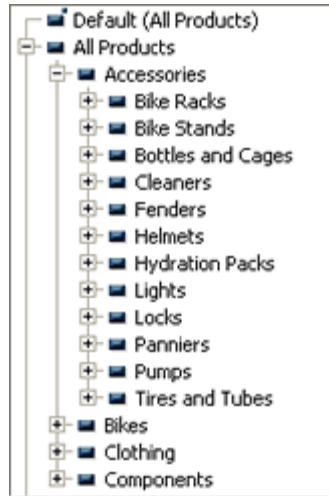 Default (All Products)
All Products
Accessories
Bike Racks
Bike Stands
Bottles and Cages
Cleaners
Fenders
Helmets
Hydration Packs
Lights
Locks
Panniers
Pumps
Tires and Tubes
Bikes
Clothing
Components